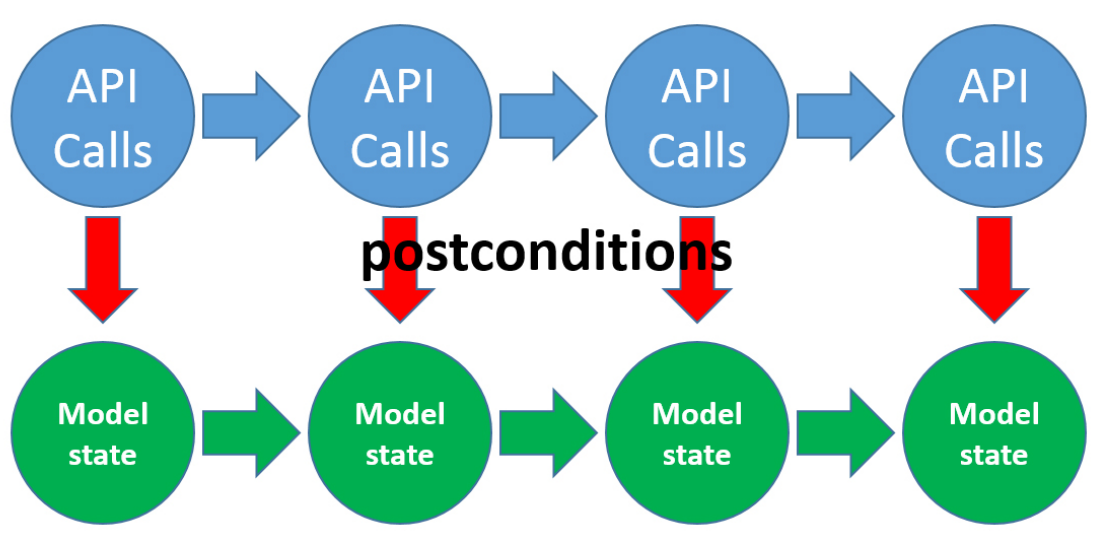 API
Calls
API
Calls
API
Calls
API
Calls
postconditions
Model
state
Model
state
Model
state
Model
state